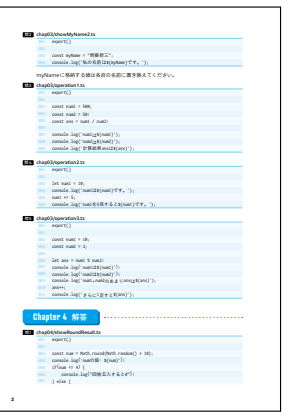 chap03/showMyName2.ts
export{}
const myName = "齊藤新三";
console.log(`私の名前は${myName}です。`);
myNameに格納する値は各自の名前に置き換えてください。
chap03/operation1.ts
export{}
const num1 = 500;
const num2 = 50;
const ans = num1 / num2;
console.log(`num1は${num1}`);
console.log(`num2は${num2}`);
console.log(`計算結果ansは${ans}`);
chap03/operation2.ts
export{}
let num1 = 10;
console.log(`num1は${num1}です。`);
num1 *= 5;
console.log(`num1を5倍すると${num1}です。`);
chap03/operation3.ts
export{}
const num1 = 10;
const num2 = 3;
let ans = num1 % num2;
console.log(`num1は${num1}`);
console.log(`num2は${num2}`);
console.log(`num1÷num2のあまりansは${ans}`);
ans++;
console.log(`さらに1足すと${ans}`);
Chapter 4 解答
chap04/showRoundResult.ts
export{}
const num = Math.round(Math.random() * 10);
console.log(`numの値: ${num}`);
if(num <= 4) {
console.log("四捨五入するとが");
} else {
2